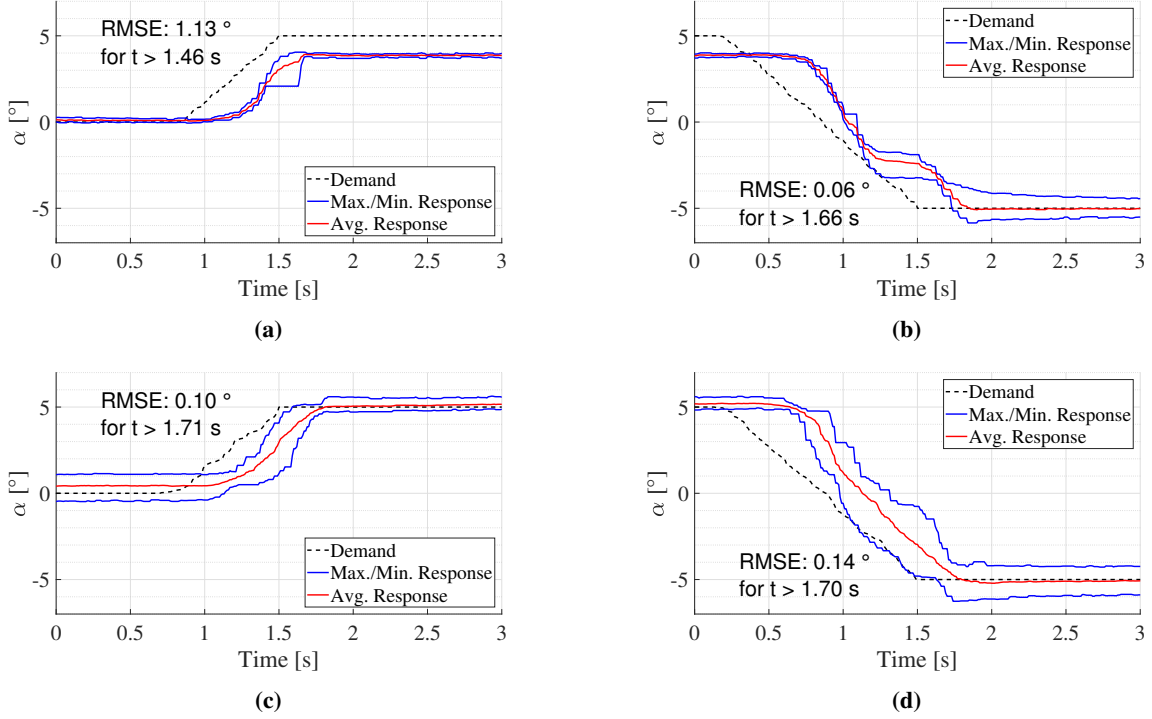 RMSE: 1.13 °
for t > 1.46 s
5
0
-5
α [°]
Demand
Max./Min. Response
Avg. Response
0 0.5 1 1.5 2 2.5 3
Time [s]
(a)
5
0
-5
α [°]
Demand
Max./Min. Response
Avg. Response
RMSE: 0.06 °
for t > 1.66 s
0 0.5 1 1.5 2 2.5 3
Time [s]
(b)
RMSE: 0.10 °
for t > 1.71 s
5
0
-5
α [°]
Demand
Max./Min. Response
Avg. Response
0 0.5 1 1.5 2 2.5 3
Time [s]
(c)
5
0
-5
α [°]
Demand
Max./Min. Response
Avg. Response
RMSE: 0.14 °
for t > 1.70 s
0 0.5 1 1.5 2 2.5 3
Time [s]
(d)